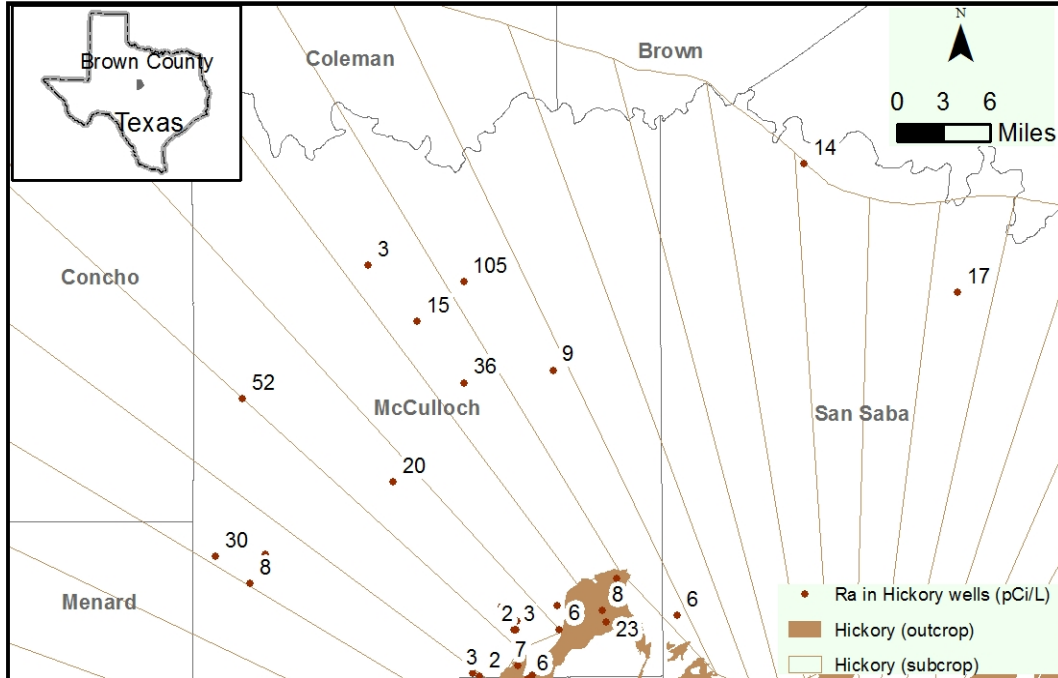 Brown County
Texas
Coleman
Brown
N
0 3 6
Miles
14
3
105
Concho
17
15
9
36
52
McCulloch
San Saba
20
30
8
Menard
2 3 6 8 6
23
7
3 2 6
Ra in Hickory wells (pCi/L)
Hickory (outcrop)
Hickory (subcrop)